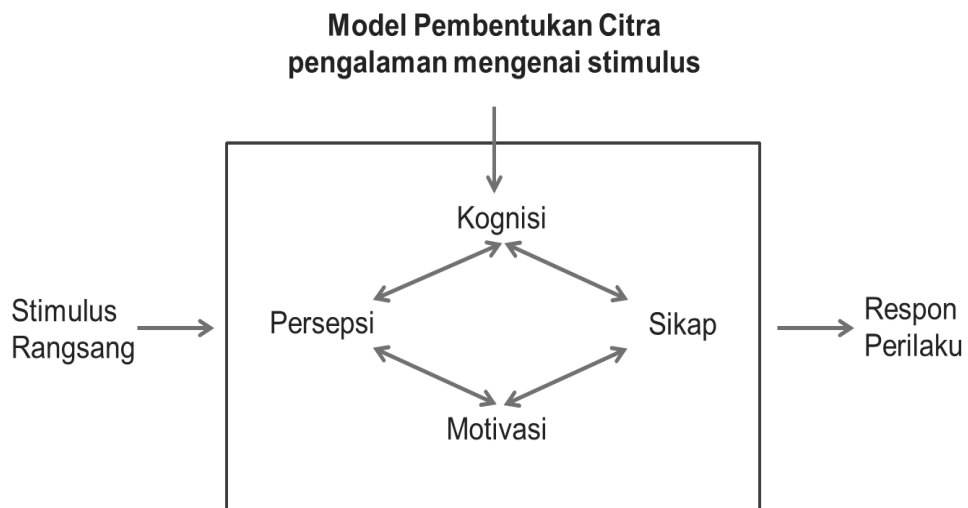 Model Pembentukan Citra
pengalaman mengenai stimulus
Kognisi
Stimulus
Rangsang
Persepsi
Sikap
Respon
Perilaku
Motivasi